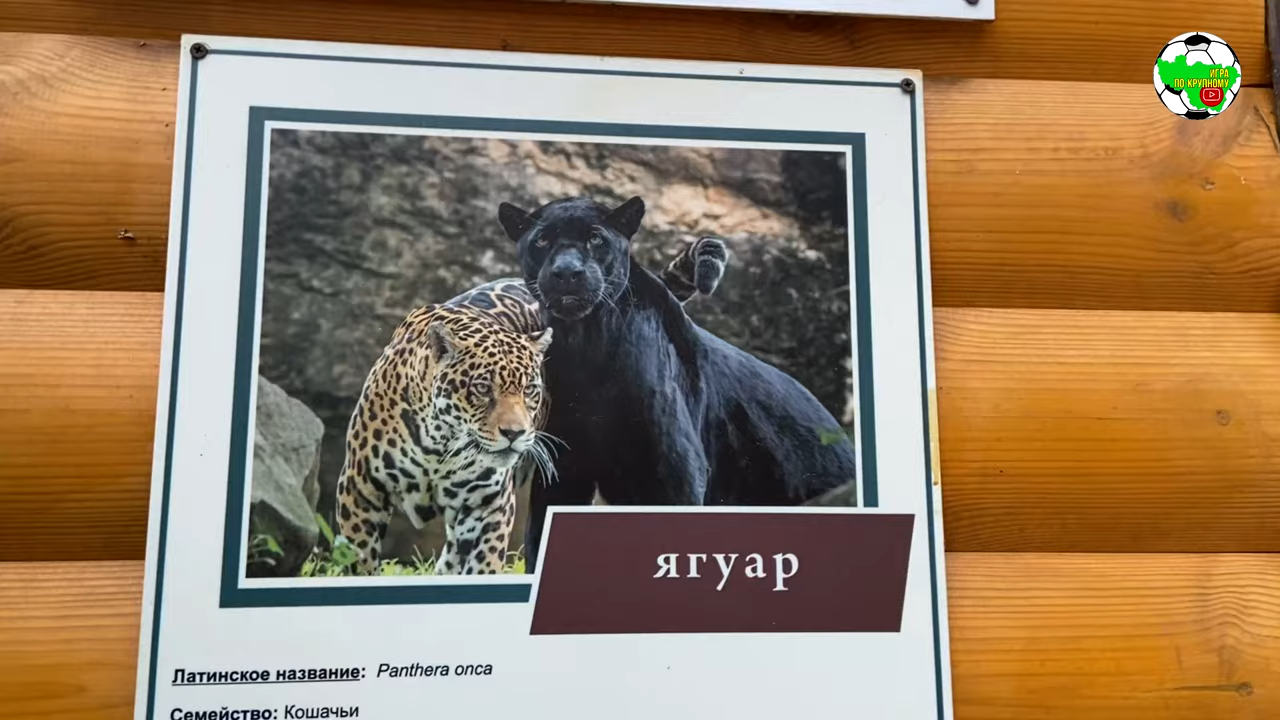 ИГРА
ПО КРУПНОМУ
ягуар
Латинское название: Panthera onca
Семейство: Кошачьи